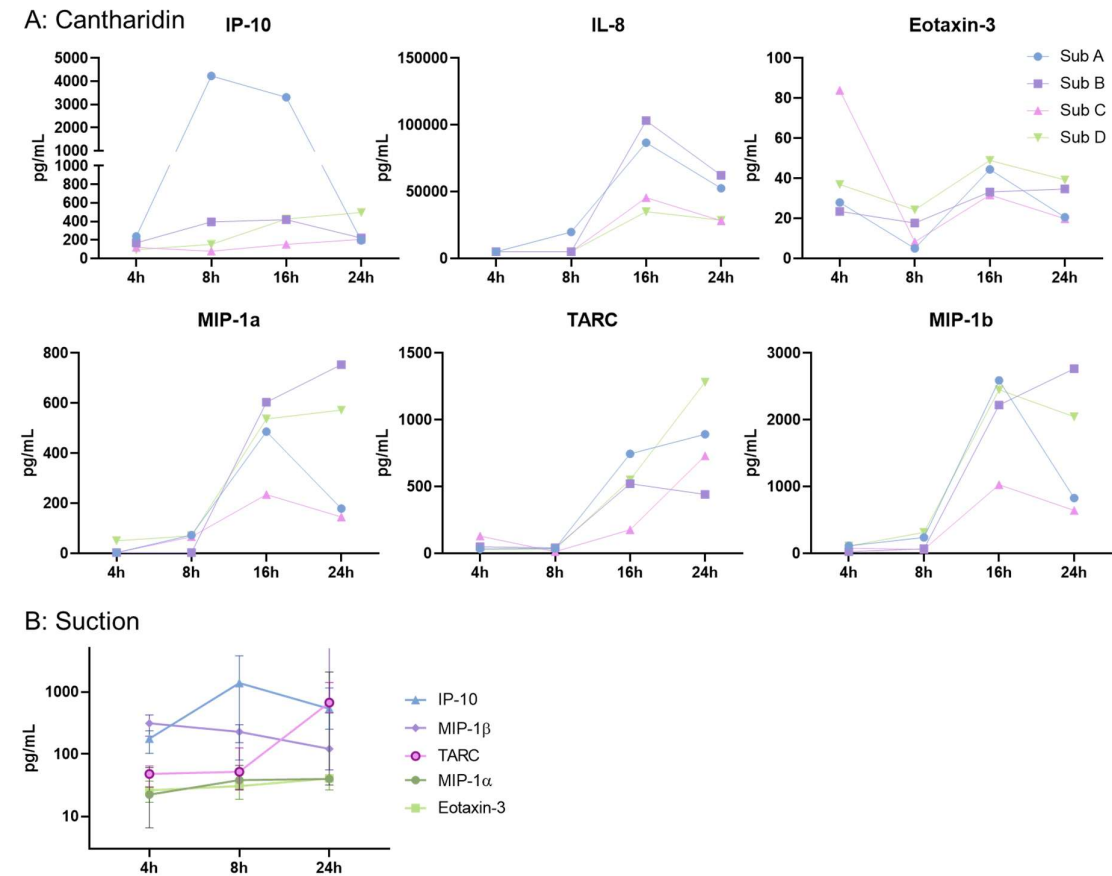 A: Cantharidin
IP-10
IL-8
Eotaxin-3
pg/mL
5000
4000
3000
2000
1000
1000
800
600
400
200
0
4h 8h 16h 24h
pg/mL
150000
100000
50000
0
4h 8h 16h 24h
pg/mL
100
80
60
40
20
0
4h 8h 16h 24h
Sub A
Sub B
Sub C
Sub D
MIP-1a
TARC
MIP-1b
pg/mL
800
600
400
200
0
4h 8h 16h 24h
pg/mL
1500
1000
500
0
4h 8h 16h 24h
pg/mL
3000
2000
1000
0
4h 8h 16h 24h
B: Suction
pg/mL
1000
100
10
4h 8h 24h
IP-10
MIP-1β
TARC
MIP-1α
Eotaxin-3